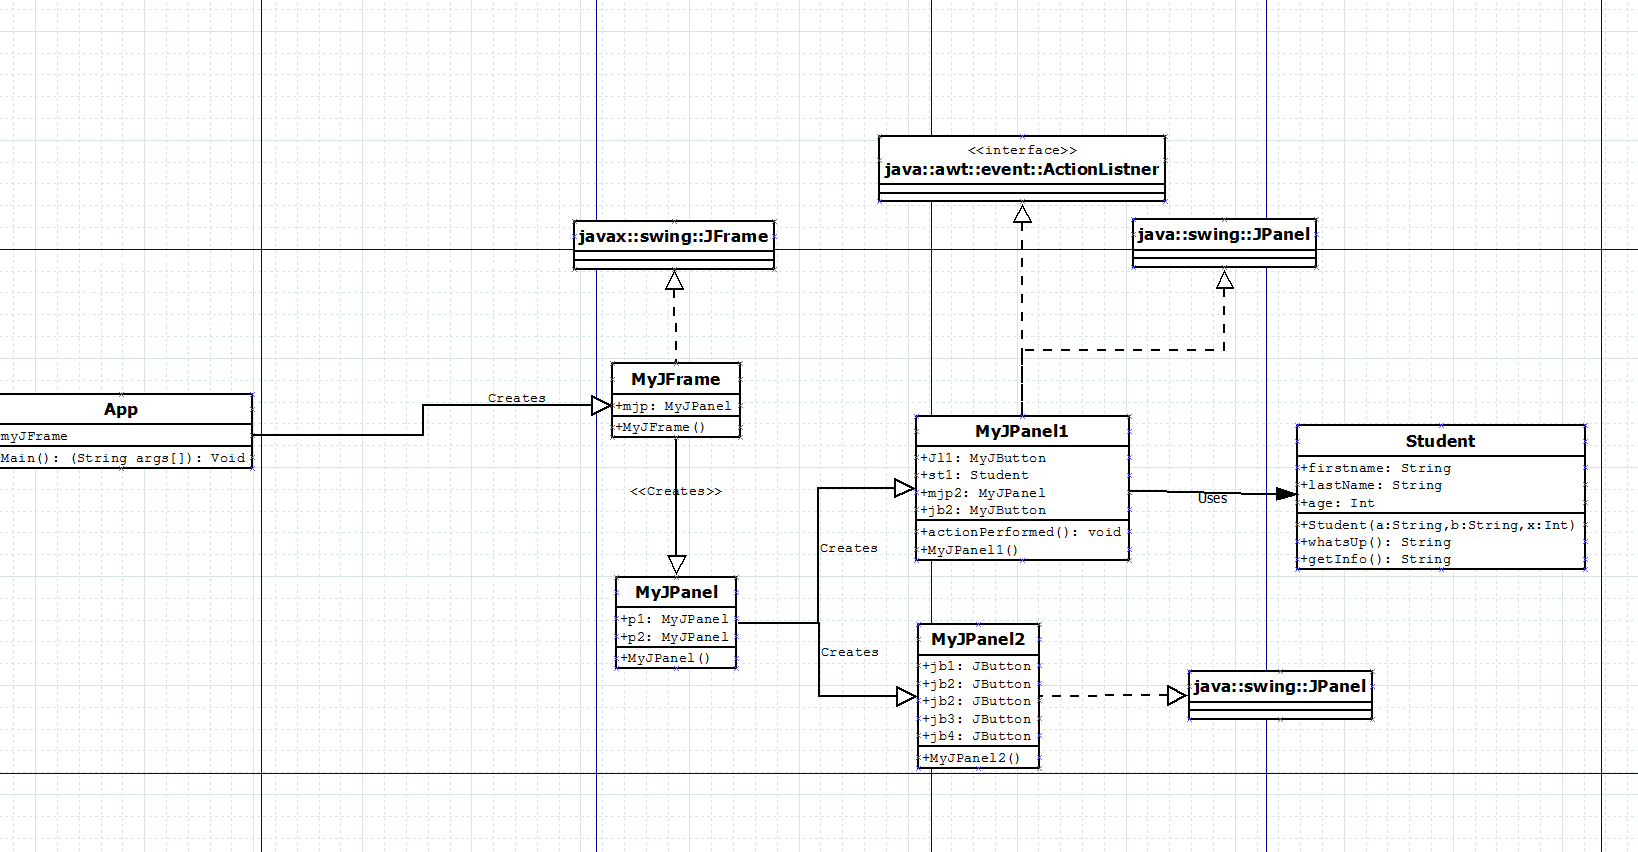 <<interface>>
java::awt::event::ActionListner
javax::swing::JFrame
java::swing::JPanel
App
myJFrame
Main(): (String args[]): Void
Creates
MyJFrame
+mjp: MyJPanel
+MyJFrame()
<<Creates>>
MyJPanel
+p1: MyJPanel
+p2: MyJPanel
+MyJPanel()
Creates
Creates
MyJPanel1
+Jl1: MyJButton
+st1: Student
+mjp2: MyJPanel
+jb2: MyJButton
+actionPerformed(): void
+MyJPanel1()
Uses
Student
+firstname: String
+lastName: String
+age: Int
+Student(a:String,b:String,x:Int)
+whatsUp(): String
+getInfo(): String
MyJPanel2
+jb1: JButton
+jb2: JButton
+jb2: JButton
+jb3: JButton
+jb4: JButton
+MyJPanel2()
java::swing::JPanel